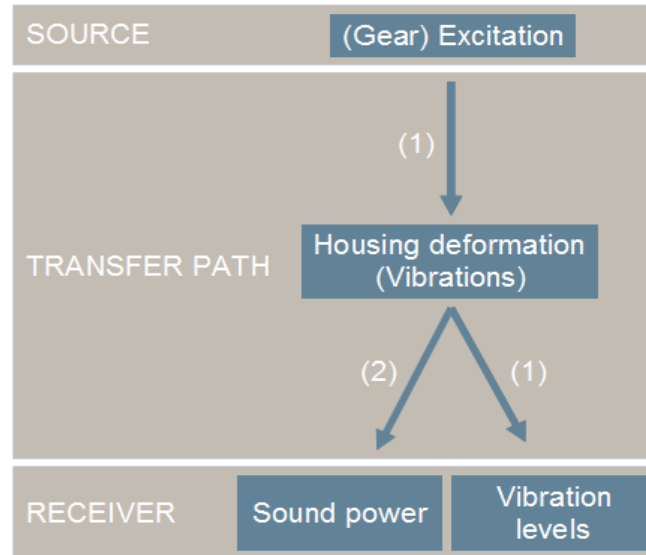 SOURCE
(Gear) Excitation
(1)
TRANSFER PATH
Housing deformation
(Vibrations)
(2)
(1)
RECEIVER
Sound power
Vibration
levels